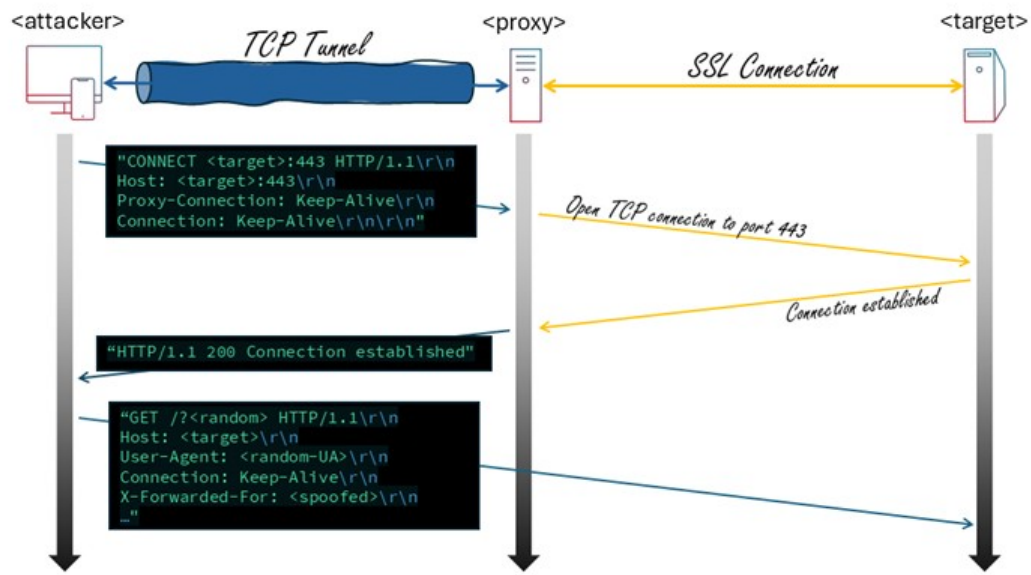 <attacker>
<proxy>
<target>
TCP Tunnel
SSL Connection
"CONNECT <target>:443 HTTP/1.1\r\n
Host: <target>:443\r\n
Proxy-Connection: Keep-Alive\r\n
Connection: Keep-Alive\r\n\r\n"
Open TCP connection to port 443
Connection established
“HTTP/1.1 200 Connection established"
“GET /?<random> HTTP/1.1\r\n
Host: <target>\r\n
User-Agent: <random-UA>\r\n
Connection: Keep-Alive\r\n
X-Forwarded-For: <spoofed>\r\n
…"